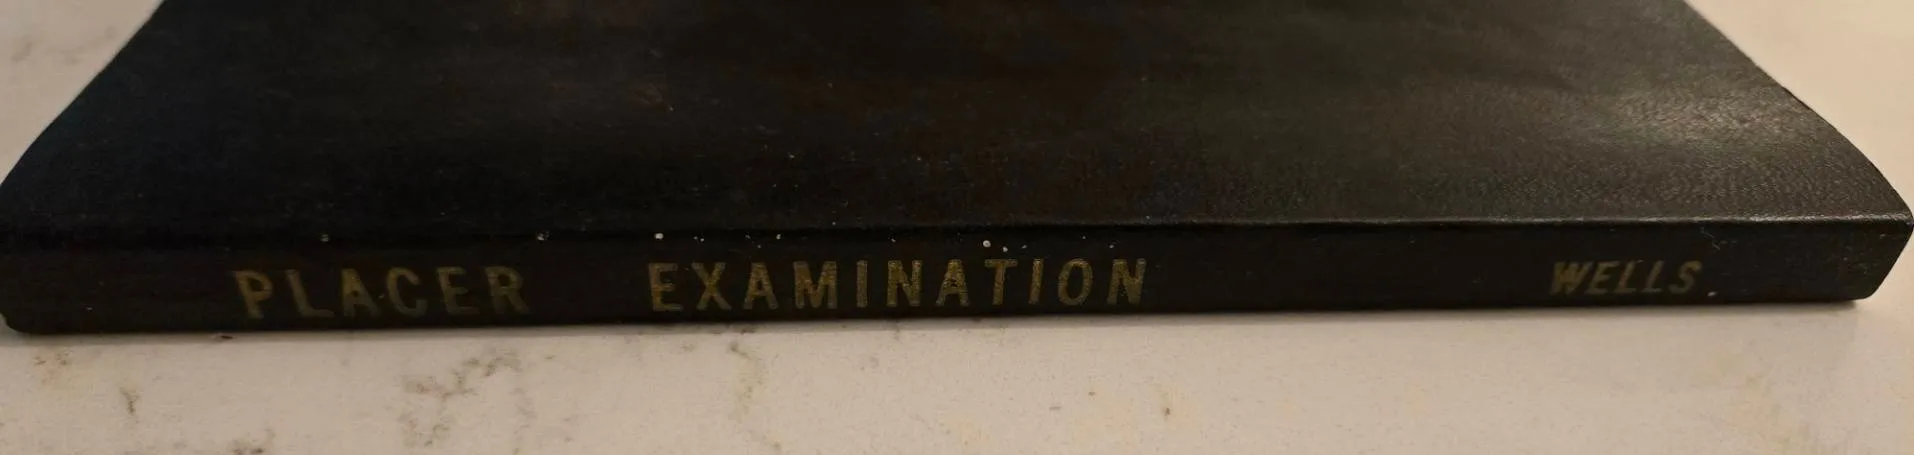 PLACER EXAMINATION WELLS